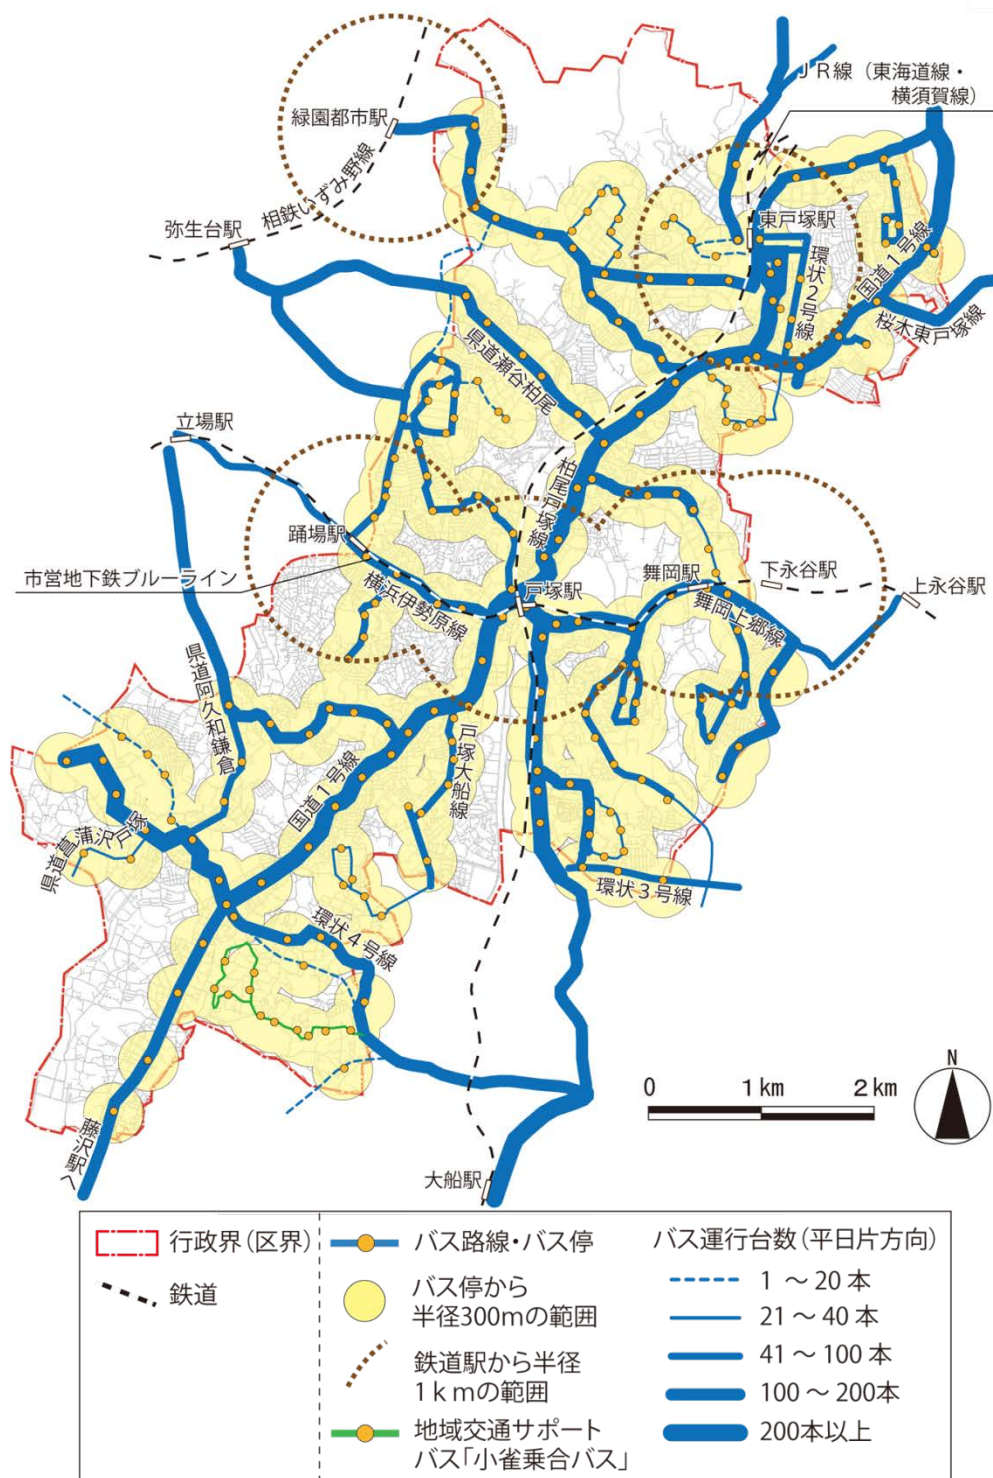 JR線（東海道線・
横須賀線）
緑園都市駅
相鉄いずみ野線
弥生台駅
東戸塚駅
環状2号線
国道1号線
桜木東戸塚線
県道瀬谷柏尾
立場駅
柏尾戸塚線
踊場駅
市営地下鉄ブルーライン
横浜伊勢原線
戸塚駅
舞岡駅
下永谷駅
上永谷駅
舞岡上郷線
県道阿久和鎌倉
国道1号線
戸塚大船線
県道菖蒲沢戸塚
環状3号線
環状4号線
藤沢駅へ
大船駅
0 1km 2km
N
行政界（区界）
鉄道
バス路線・バス停
バス停から
半径300mの範囲
鉄道駅から半径
1kmの範囲
地域交通サポート
バス「小雀乗合バス」
バス運行台数（平日片方向）
1 ～ 20 本
21 ～ 40 本
41 ～ 100 本
100 ～ 200本
200本以上